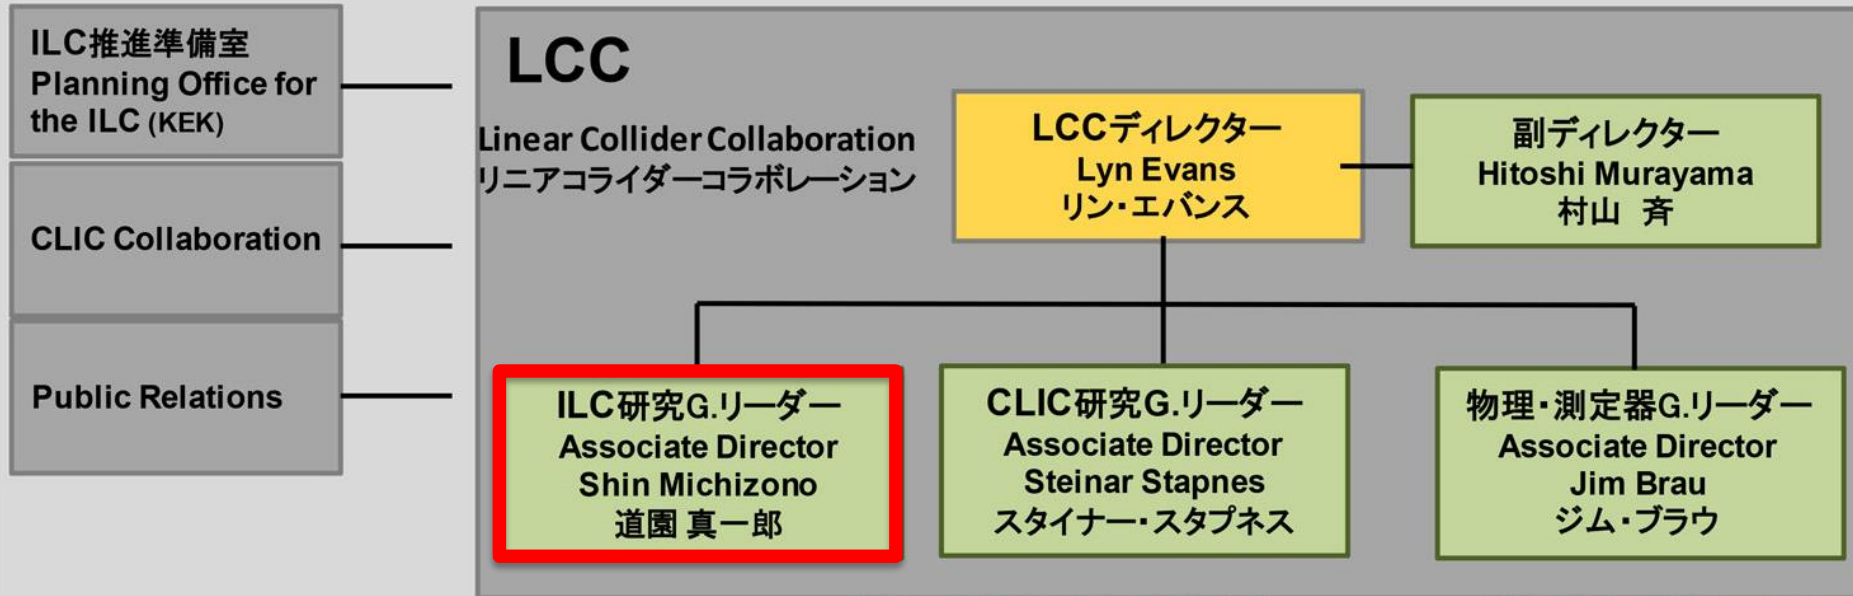 ILC推進準備室
Planning Office for
the ILC (KEK)
CLIC Collaboration
Public Relations
LCC
Linear Collider Collaboration
リニアコライダーコラボレーション
LCCディレクター
Lyn Evans
リン・エバンス
副ディレクター
Hitoshi Murayama
村山　斉
ILC研究G.リーダー
Associate Director
Shin Michizono
道園 真一郎
CLIC研究G.リーダー
Associate Director
Steinar Stapnes
スタイナー・スタプネス
物理・測定器G.リーダー
Associate Director
Jim Brau
ジム・ブラウ